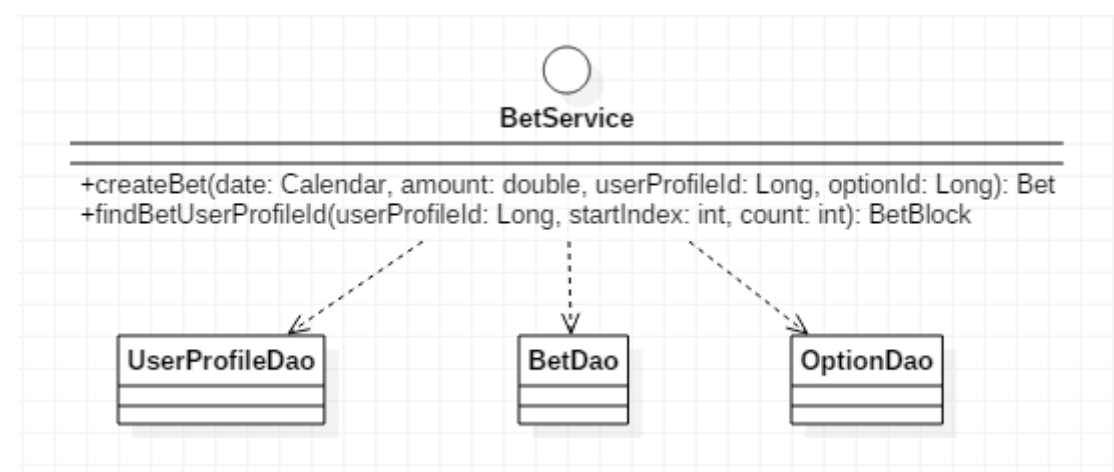 BetService
+createBet(date: Calendar, amount: double, userProfileId: Long, optionId: Long): Bet
+findBetUserProfileId(userProfileId: Long, startIndex: int, count: int): BetBlock
UserProfileDao
BetDao
OptionDao